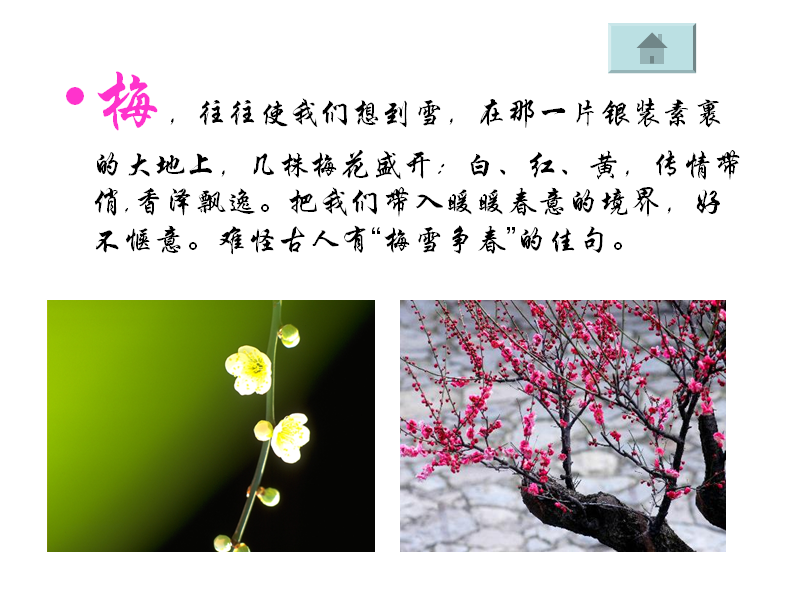 • 梅，往往使我们想到雪，在那一片银装素裹
的大地上，几株梅花盛开；白、红、黄，传情带
俏,香泽飘逸。把我们带入暖暖春意的境界，好
不惬意。难怪古人有“梅雪争春”的佳句。